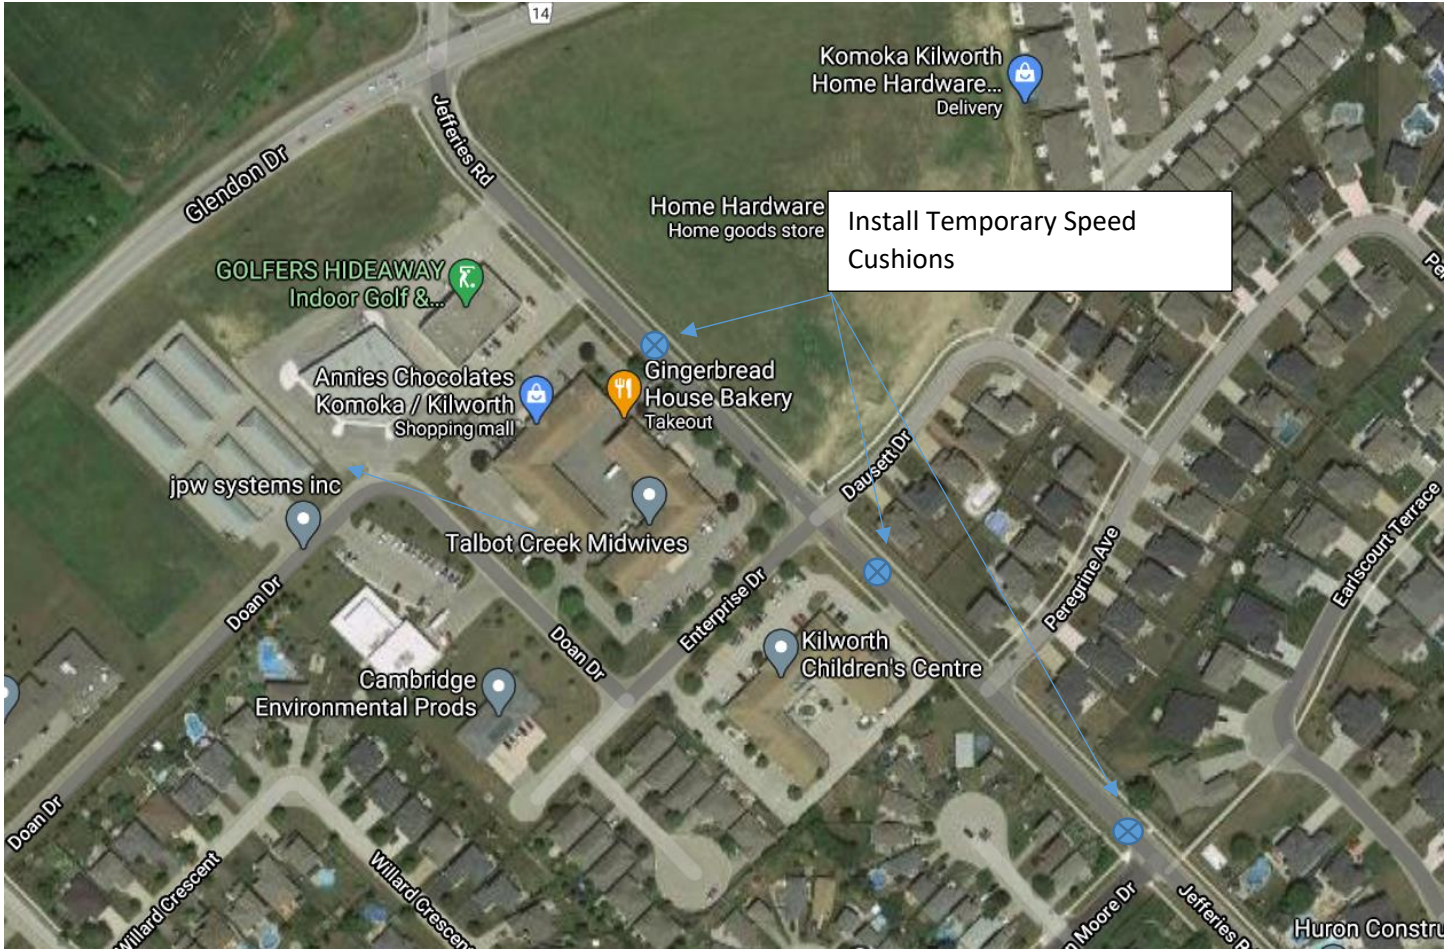 14
Komoka Kilworth
Home Hardware...
Delivery
Jefferies Rd
Glendon Dr
Home Hardware
Home goods store
Install Temporary Speed
Cushions
GOLFERS HIDEAWAY
Indoor Golf &...
Annies Chocolates
Komoka / Kilworth
Shopping mall
Gingerbread
House Bakery
Takeout
jpw systems inc
Talbot Creek Midwives
Dausett Dr
Peregrine Ave
Earlscourt Terrace
Doan Dr
Doan Dr
Enterprise Dr
Kilworth
Children's Centre
Cambridge
Environmental Prods
Doan Dr
Willard Crescent
Willard Crescent
Moore Dr
Jefferies
Huron Constru